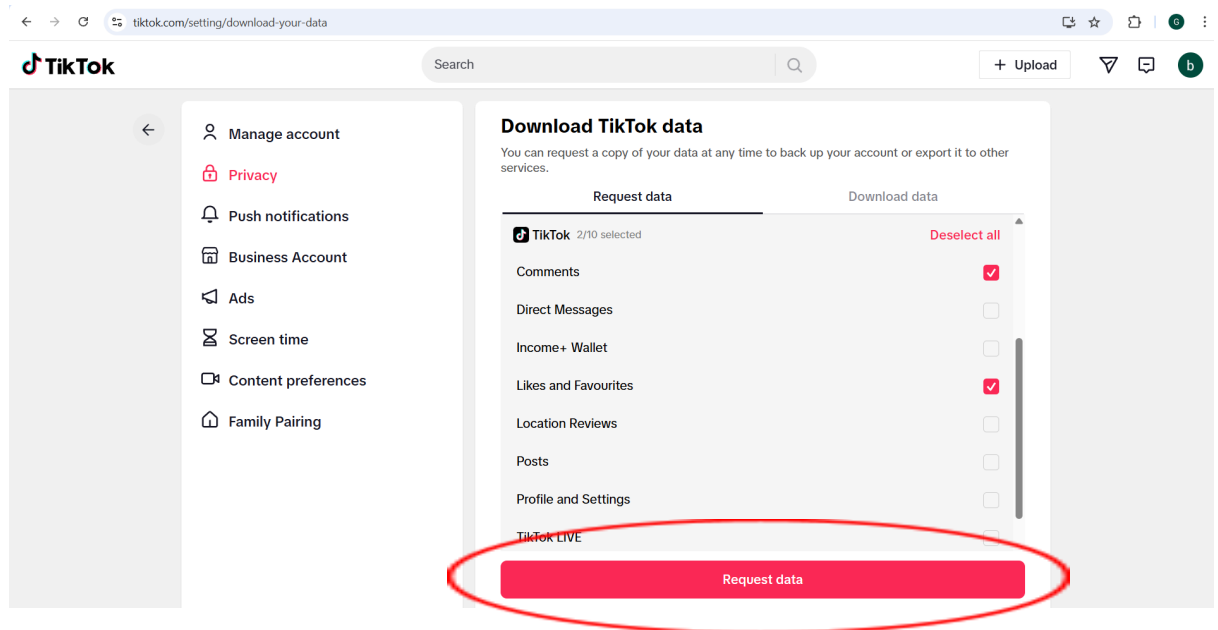 tiktok.com/setting/download-your-data
G
TikTok
Search
+ Upload
b
Manage account
Privacy
Push notifications
Business Account
Ads
Screen time
Content preferences
Family Pairing
Download TikTok data
You can request a copy of your data at any time to back up your account or export it to other
services.
Request data Download data
TikTok 2/10 selected Deselect all
Comments
Direct Messages
Income+ Wallet
Likes and Favourites
Location Reviews
Posts
Profile and Settings
TikTok LIVE
Request data